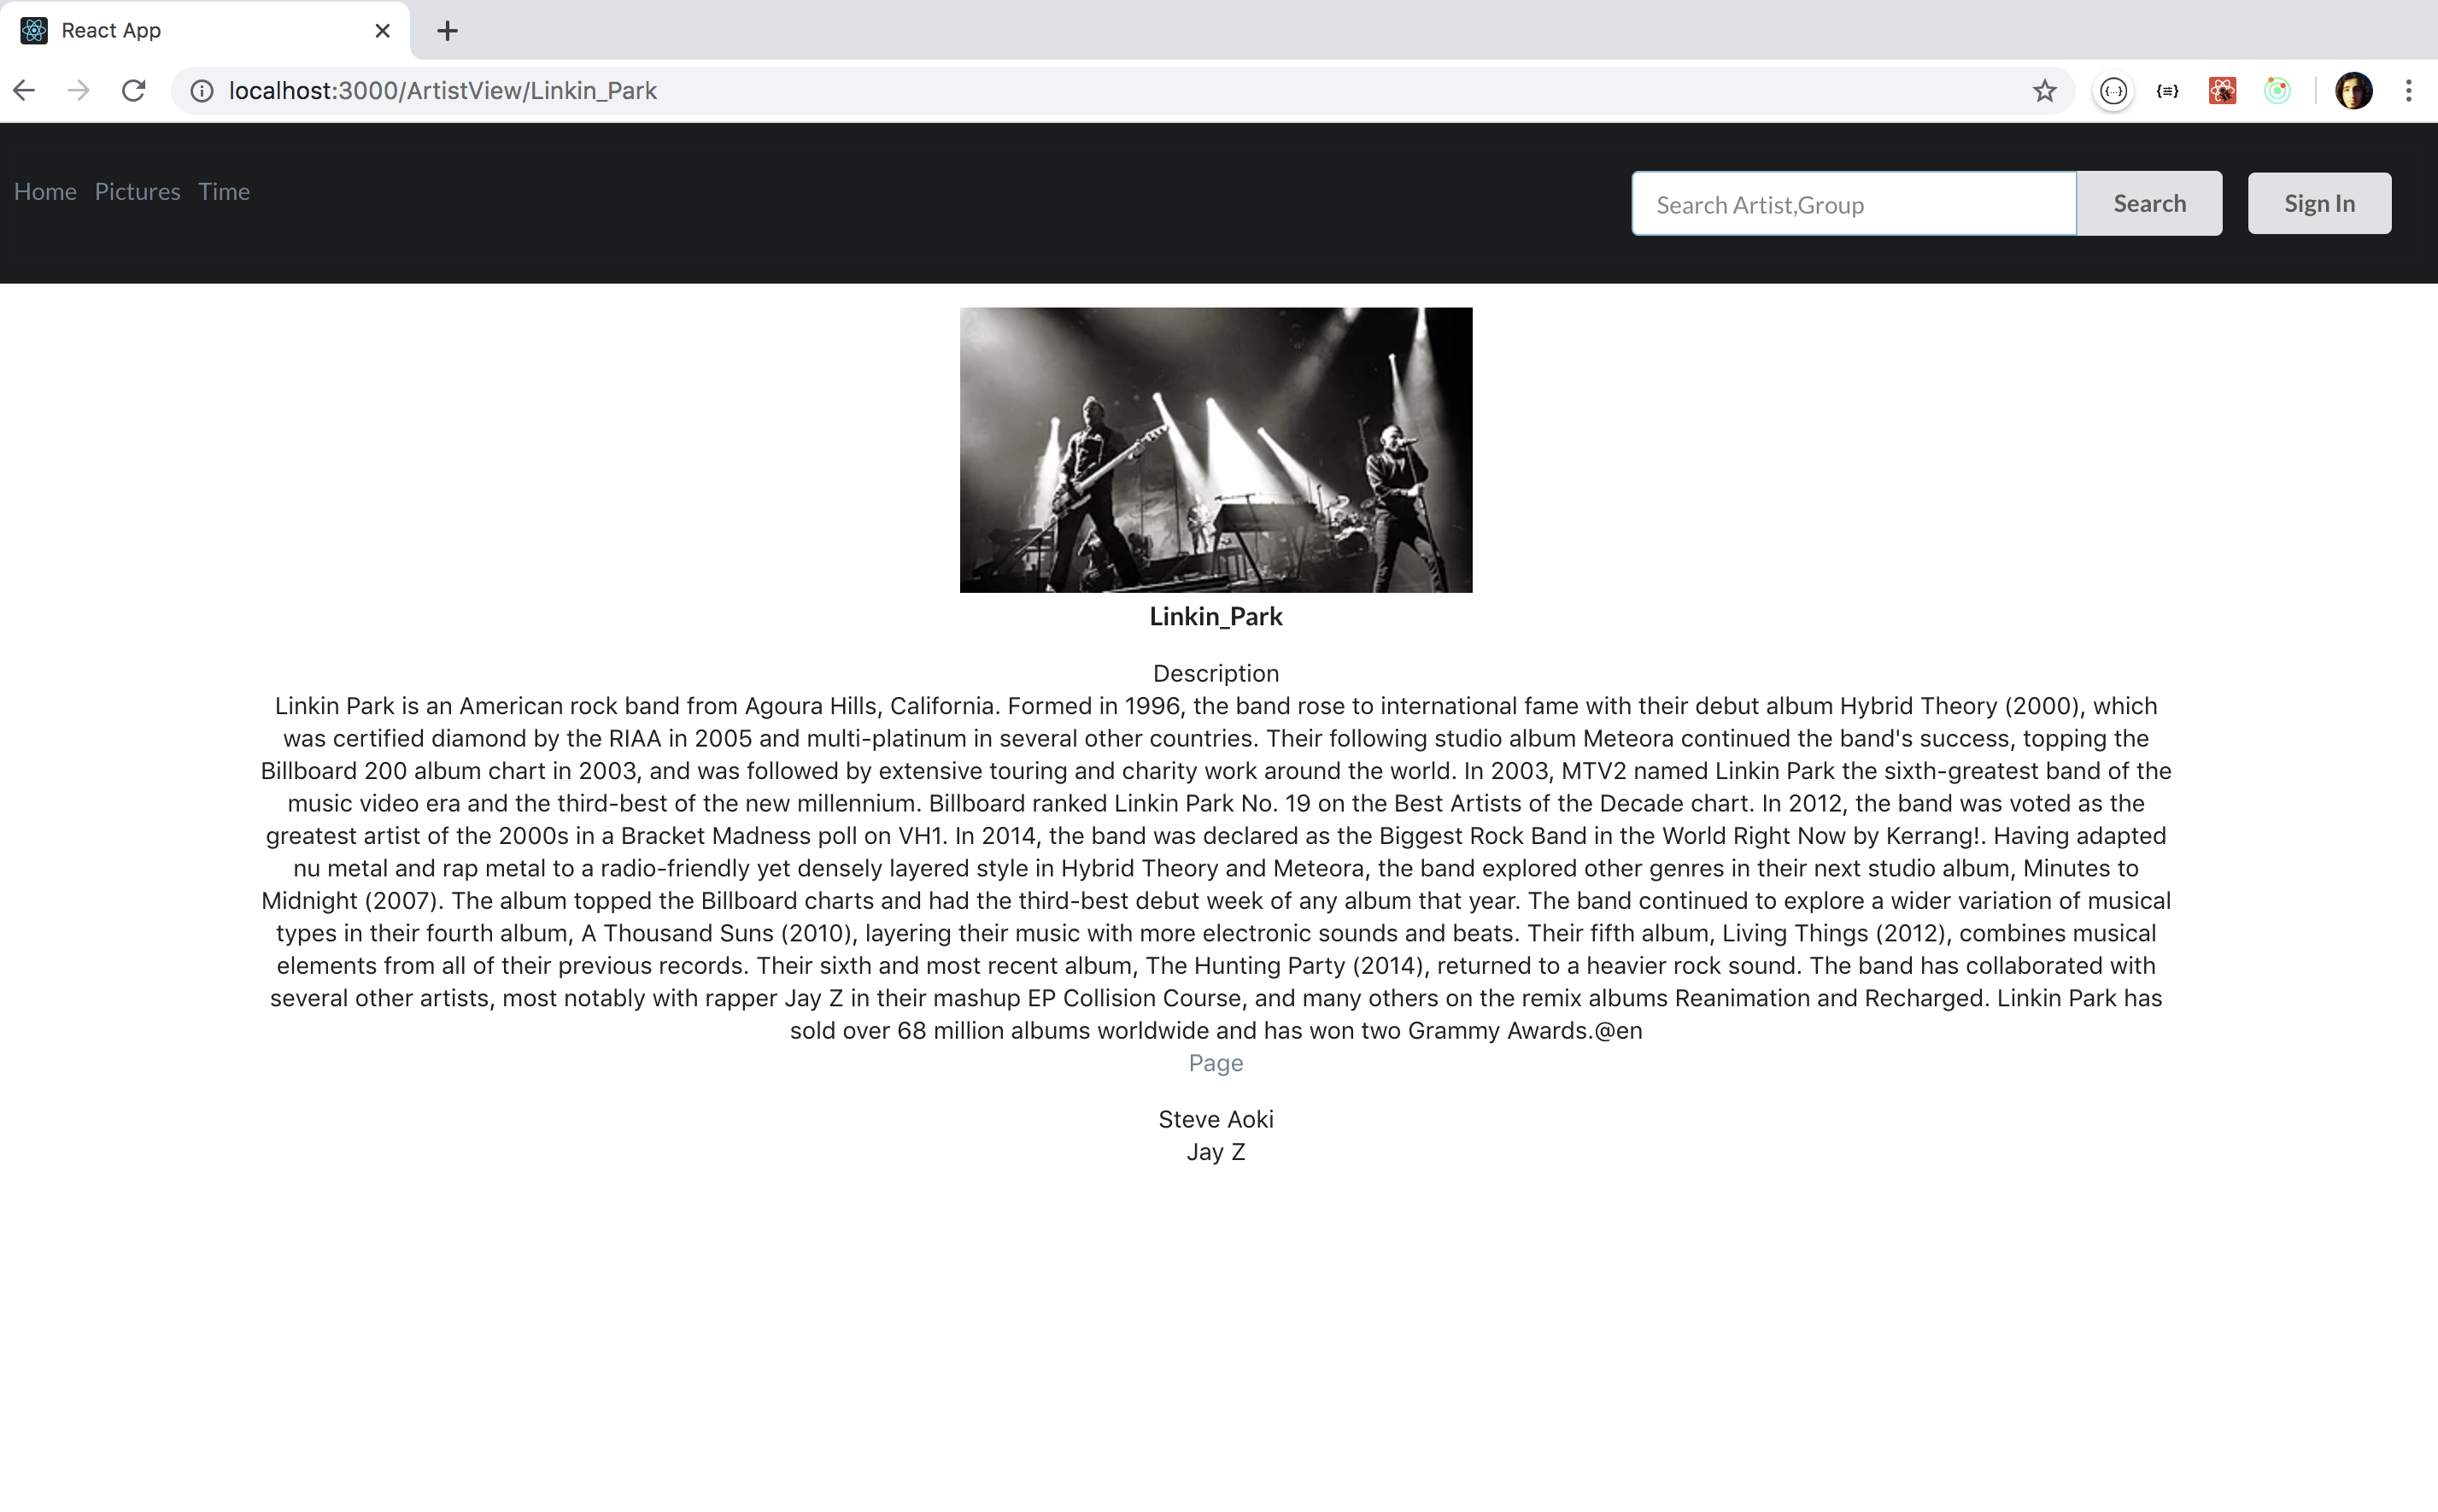 React App
localhost:3000/ArtistView/Linkin_Park
Home Pictures Time
Search Artist,Group
Search
Sign In
Linkin_Park
Description
Linkin Park is an American rock band from Agoura Hills, California. Formed in 1996, the band rose to international fame with their debut album Hybrid Theory (2000), which
was certified diamond by the RIAA in 2005 and multi-platinum in several other countries. Their following studio album Meteora continued the band's success, topping the
Billboard 200 album chart in 2003, and was followed by extensive touring and charity work around the world. In 2003, MTV2 named Linkin Park the sixth-greatest band of the
music video era and the third-best of the new millennium. Billboard ranked Linkin Park No. 19 on the Best Artists of the Decade chart. In 2012, the band was voted as the
greatest artist of the 2000s in a Bracket Madness poll on VH1. In 2014, the band was declared as the Biggest Rock Band in the World Right Now by Kerrang!. Having adapted
nu metal and rap metal to a radio-friendly yet densely layered style in Hybrid Theory and Meteora, the band explored other genres in their next studio album, Minutes to
Midnight (2007). The album topped the Billboard charts and had the third-best debut week of any album that year. The band continued to explore a wider variation of musical
types in their fourth album, A Thousand Suns (2010), layering their music with more electronic sounds and beats. Their fifth album, Living Things (2012), combines musical
elements from all of their previous records. Their sixth and most recent album, The Hunting Party (2014), returned to a heavier rock sound. The band has collaborated with
several other artists, most notably with rapper Jay Z in their mashup EP Collision Course, and many others on the remix albums Reanimation and Recharged. Linkin Park has
sold over 68 million albums worldwide and has won two Grammy Awards.@en
Page
Steve Aoki
Jay Z